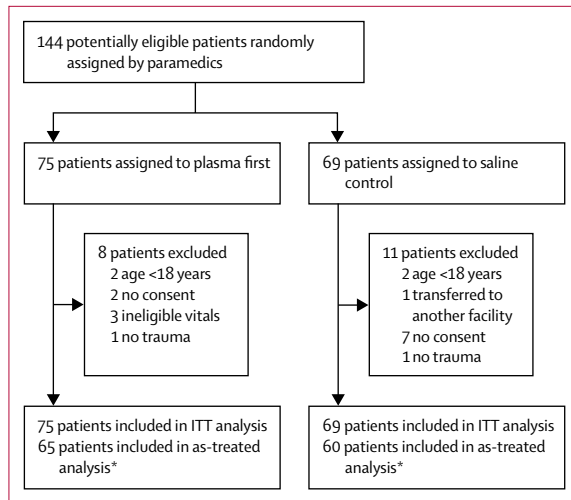 144 potentially eligible patients randomly
assigned by paramedics
75 patients assigned to plasma first
69 patients assigned to saline
control
8 patients excluded
2 age <18 years
2 no consent
3 ineligible vitals
1 no trauma
11 patients excluded
2 age <18 years
1 transferred to
another facility
7 no consent
1 no trauma
75 patients included in ITT analysis
65 patients included in as-treated
analysis*
69 patients included in ITT analysis
60 patients included in as-treated
analysis*